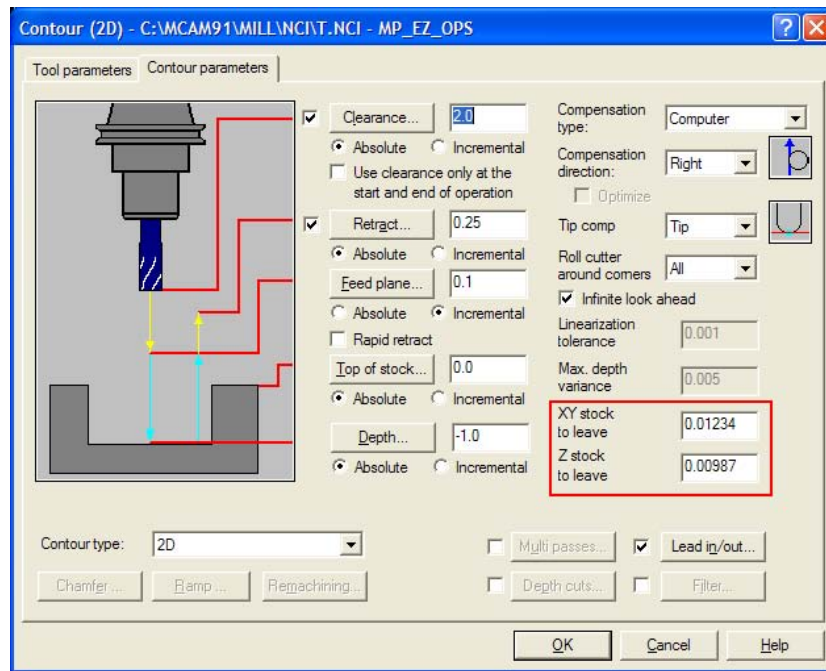 Contour (2D) - C:\MCAM91\MILL\NCI\T.NCI - MP_EZ_OPS
Tool parameters
Contour parameters
Clearance...
2.0
Absolute
Incremental
Use clearance only at the
start and end of operation
Retract...
0.25
Absolute
Incremental
Feed plane...
0.1
Absolute
Incremental
Rapid retract
Top of stock...
0.0
Absolute
Incremental
Depth...
-1.0
Absolute
Incremental
Compensation
type:
Computer
Compensation
direction:
Right
Optimize
Tip comp
Tip
Roll cutter
around corners
All
Infinite look ahead
Linearization
tolerance
0.001
Max. depth
variance
0.005
XY stock
to leave
0.01234
Z stock
to leave
0.00987
Contour type:
2D
Chamfer ...
Ramp ...
Remachining...
Multi passes...
Lead in/out...
Depth cuts...
Filter...
OK
Cancel
Help